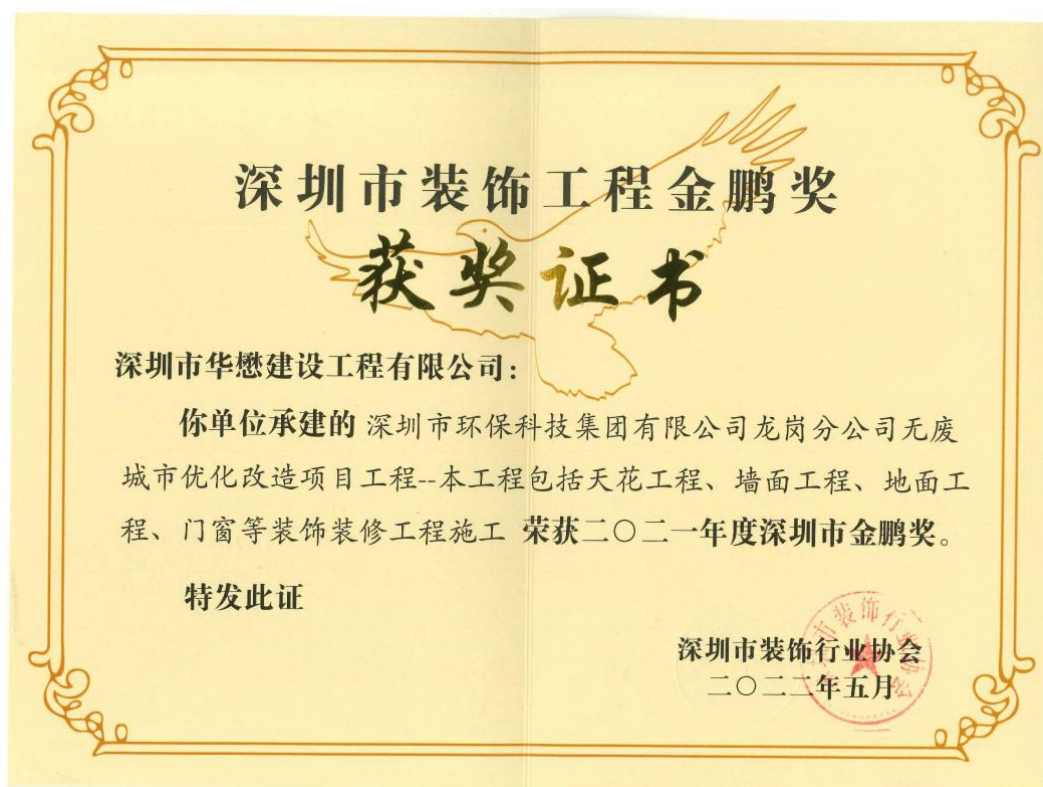 深圳市装饰工程金鹏奖
获奖证书
深圳市华懋建设工程有限公司：
你单位承建的 深圳市环保科技集团有限公司龙岗分公司无废
城市优化改造项目工程--本工程包括天花工程、墙面工程、地面工
程、门窗等装饰装修工程施工 荣获二〇二一年度深圳市金鹏奖。
特发此证
深圳市装饰行业协会
二〇二二年五月